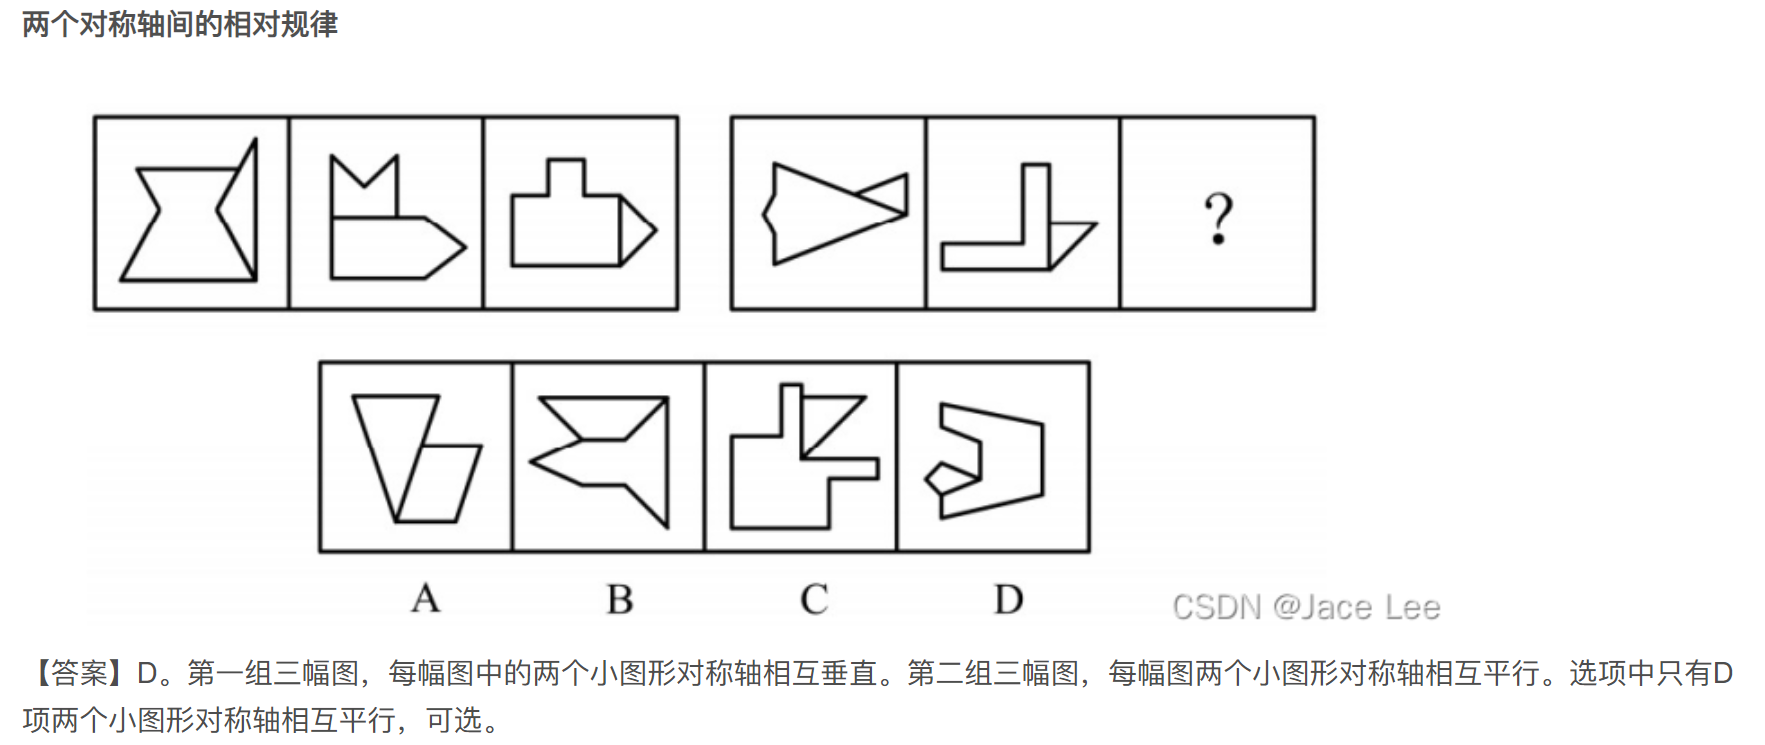 两个对称轴间的相对规律
?
A B C D
CSDN @Jace Lee
【答案】D。第一组三幅图，每幅图中的两个小图形对称轴相互垂直。第二组三幅图，每幅图两个小图形对称轴相互平行。选项中只有D
项两个小图形对称轴相互平行，可选。